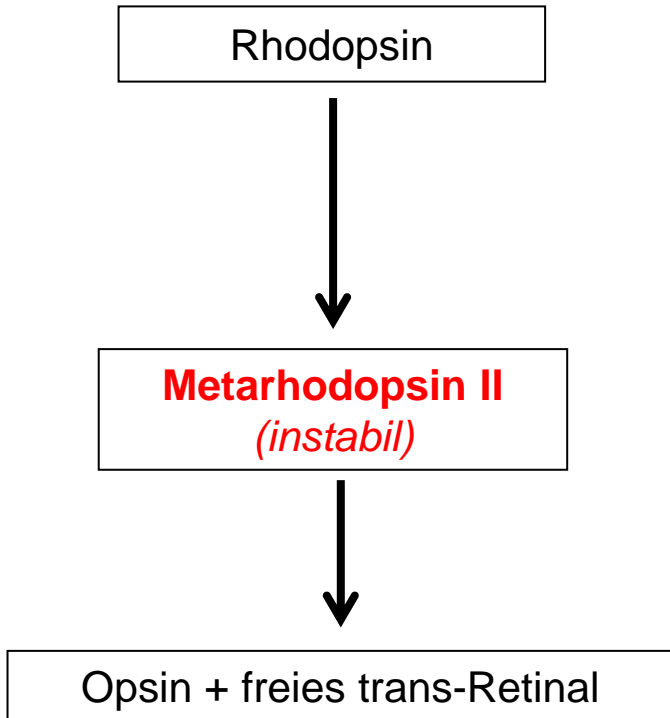 Rhodopsin
Metarhodopsin II
(instabil)
Opsin + freies trans-Retinal